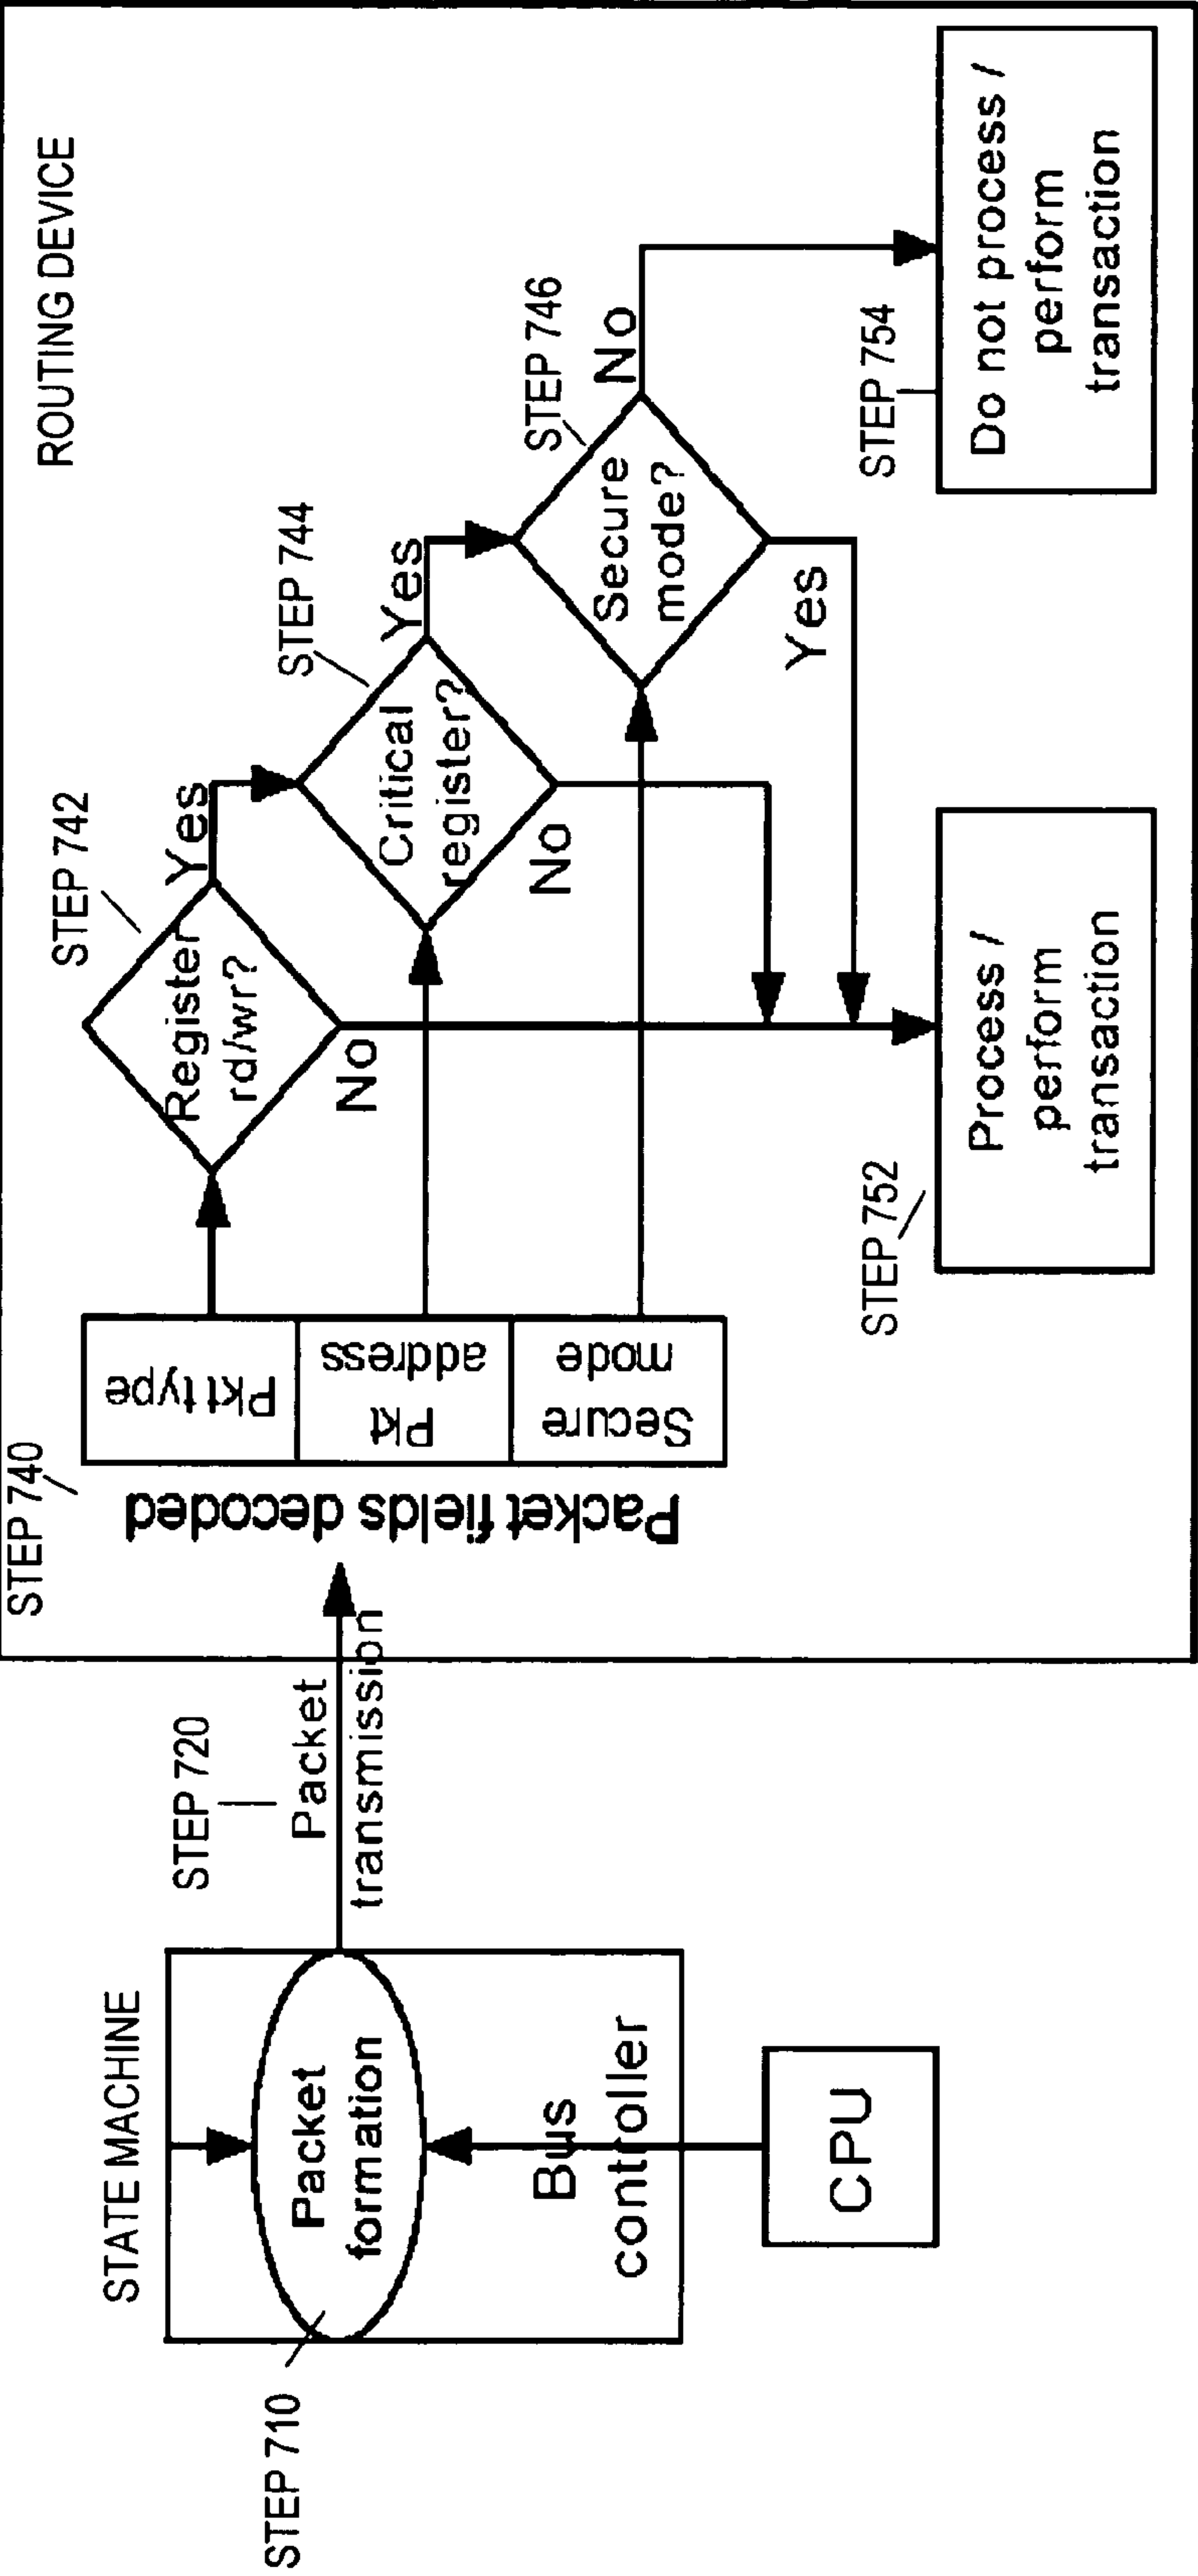 STEP 710
STATE MACHINE
Packet
formation
Bus
controller
CPU
STEP 720
Packet
transmission
ROUTING DEVICE
STEP 740
Packet fields decoded
Pkt type
Pkt
address
Secure
mode
STEP 742
Register
rd/wr?
Yes
No
STEP 744
Critical
register?
Yes
No
STEP 746
Secure
mode?
No
Yes
STEP 752
Process /
perform
transaction
STEP 754
Do not process /
perform
transaction